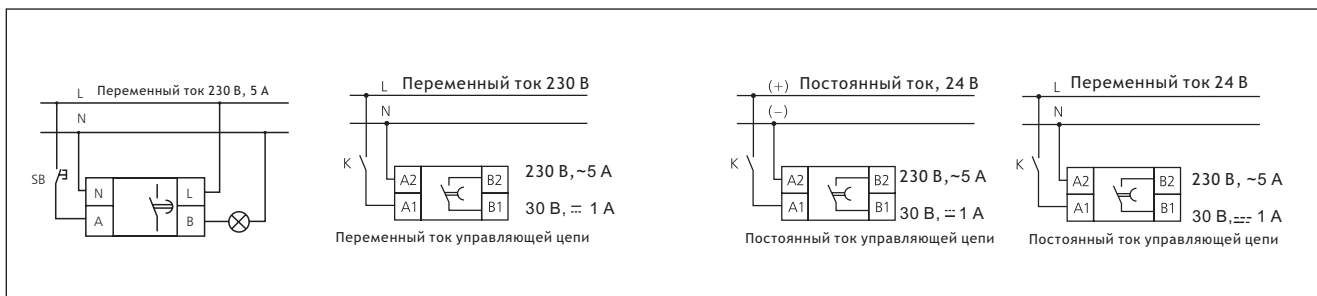 L Переменный ток 230 В, 5 А
N
SB
N L
A B
L Переменный ток 230 В
N
K
A2 B2 230 В,~5 А
A1 B1 30 В, ⎓ 1 А
Переменный ток управляющей цепи
(+) Постоянный ток, 24 В
(−)
K
A2 B2 230 В,~5 А
A1 B1 30 В, ⎓ 1 А
Постоянный ток управляющей цепи
L Переменный ток 24 В
N
K
A2 B2 230 В, ~5 А
A1 B1 30 В, ⎓ 1 А
Постоянный ток управляющей цепи